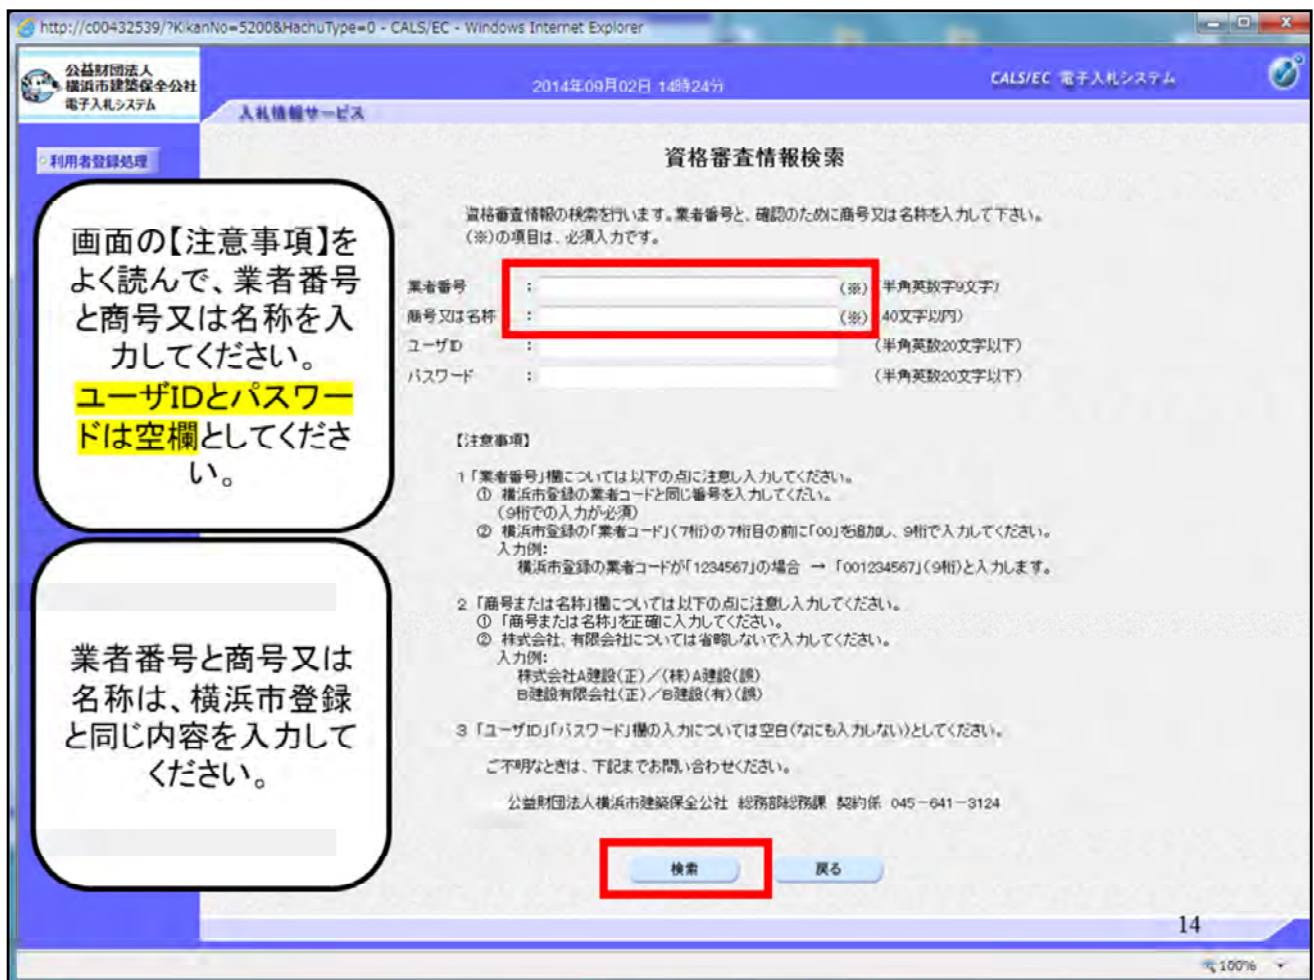 http://c00432539/?KikanNo=5200&HachuType=0 - CALS/EC - Windows Internet Explorer
公益財団法人
横浜市建築保全公社
電子入札システム
2014年09月02日 14時24分
CALS/EC 電子入札システム
入札情報サービス
利用者登録処理
資格審査情報検索
資格審査情報の検索を行います。業者番号と、確認のために商号又は名称を入力して下さい。
(※)の項目は、必須入力です。
業者番号 : (※) 半角英数字9文字)
商号又は名称 : (※) 40文字以内)
ユーザID : (半角英数20文字以下)
パスワード : (半角英数20文字以下)
画面の【注意事項】を
よく読んで、業者番号
と商号又は名称を入
力してください。
ユーザIDとパスワー
ドは空欄としてくださ
い。
業者番号と商号又は
名称は、横浜市登録
と同じ内容を入力して
ください。
【注意事項】
1「業者番号」欄については以下の点に注意し入力してください。
① 横浜市登録の業者コードと同じ番号を入力してくだい。
(9桁での入力が必須)
② 横浜市登録の「業者コード」(7桁)の7桁目の前に「00」を追加し、9桁で入力してください。
入力例:
横浜市登録の業者コードが「1234567」の場合 → 「001234567」(9桁)と入力します。
2「商号または名称」欄については以下の点に注意し入力してください。
①「商号または名称」を正確に入力してください。
② 株式会社、有限会社については省略しないで入力してください。
入力例:
株式会社A建設(正)/(株)A建設(誤)
B建設有限会社(正)/B建設(有)(誤)
3「ユーザID」「パスワード」欄の入力については空白(なにも入力しない)としてください。
ご不明なときは、下記までお問い合わせください。
公益財団法人横浜市建築保全公社 総務部総務課 契約係 045-641-3124
検索 戻る
14
100%